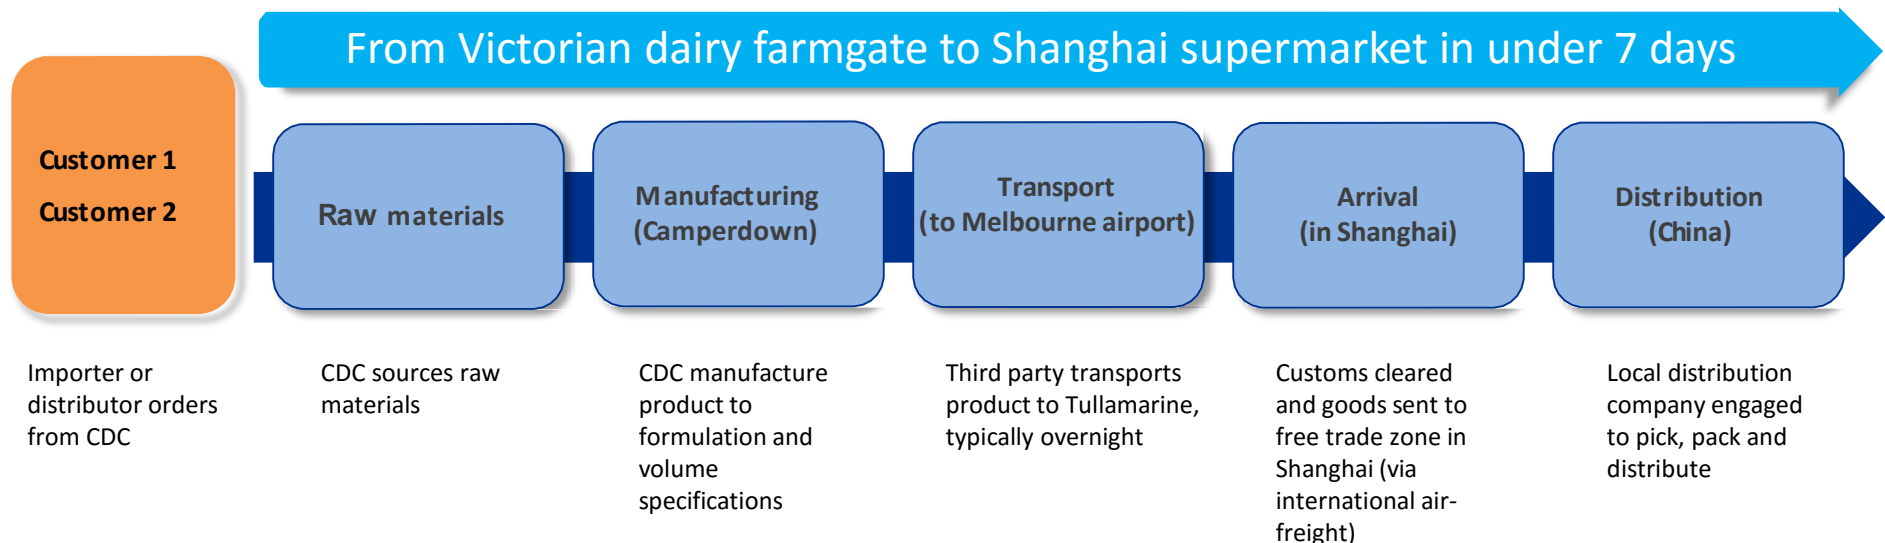 From Victorian dairy farmgate to Shanghai supermarket in under 7 days
Customer 1
Customer 2
Raw materials
Manufacturing
(Camperdown)
Transport
(to Melbourne airport)
Arrival
(in Shanghai)
Distribution
(China)
Importer or
distributor orders
from CDC
CDC sources raw
materials
CDC manufacture
product to
formulation and
volume
specifications
Third party transports
product to Tullamarine,
typically overnight
Customs cleared
and goods sent to
free trade zone in
Shanghai (via
international air-
freight)
Local distribution
company engaged
to pick, pack and
distribute